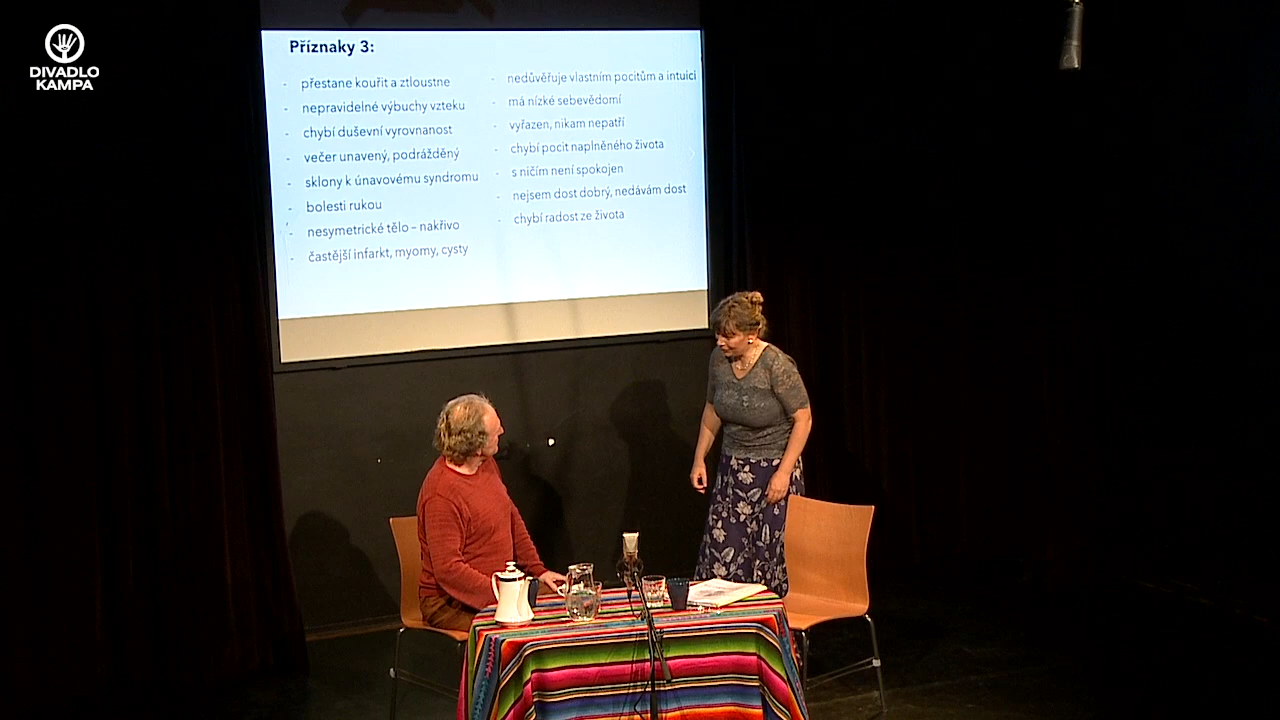 DIVADLO
KAMPA
Příznaky 3:
- přestane kouřit a ztloustne
- nepravidelné výbuchy vzteku
- chybí duševní vyrovnanost
- večer unavený, podrážděný
- sklony k únavovému syndromu
- bolesti rukou
- nesymetrické tělo – nakřivo
- častější infarkt, myomy, cysty
- nedůvěřuje vlastním pocitům a intuici
- má nízké sebevědomí
- vyřazen, nikam nepatří
- chybí pocit naplněného života
- s ničím není spokojen
- nejsem dost dobrý, nedávám dost
- chybí radost ze života